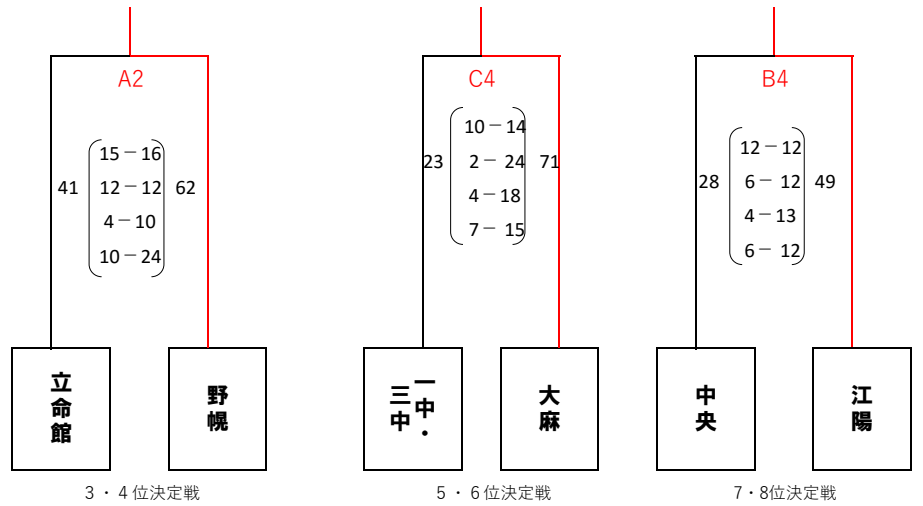 A2
15－16
41
12－12
62
4－10
10－24
立命館
野幌
3・4位決定戦
C4
10－14
23
2－24
71
4－18
7－15
一中・
三中
大麻
5・6位決定戦
B4
12－12
28
6－12
49
4－13
6－12
中央
江陽
7・8位決定戦